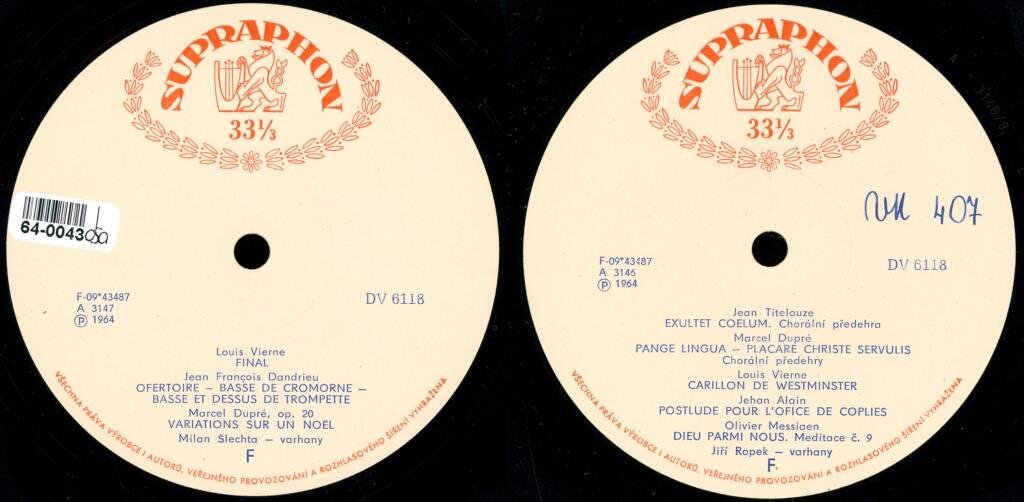 SUPRAPHON
33⅓
64-0043
F-09*43487
A 3147
Ⓟ 1964
DV 6118
Louis Vierne
FINAL
Jean François Dandrieu
OFERTOIRE – BASSE DE CROMORNE –
BASSE ET DESSUS DE TROMPETTE
Marcel Dupré, op. 20
VARIATIONS SUR UN NOËL
Milan Šlechta – varhany
F
VŠECHNA PRÁVA VÝROBCE I AUTORŮ, VEŘEJNÉHO PROVOZOVÁNÍ A ROZHLASOVÉHO ŠÍŘENÍ VYHRAŽENA
SUPRAPHON
33⅓
407
F-09*43487
A 3146
Ⓟ 1964
DV 6118
Jean Titelouze
EXULTET COELUM. Chorální předehra
Marcel Dupré
PANGE LINGUA – PLACARE CHRISTE SERVULIS
Chorální předehry
Louis Vierne
CARILLON DE WESTMINSTER
Jehan Alain
POSTLUDE POUR L'OFICE DE COPLIES
Olivier Messiaen
DIEU PARMI NOUS. Meditace č. 9
Jiří Ropek – varhany
F
VŠECHNA PRÁVA VÝROBCE I AUTORŮ, VEŘEJNÉHO PROVOZOVÁNÍ A ROZHLASOVÉHO ŠÍŘENÍ VYHRAŽENA